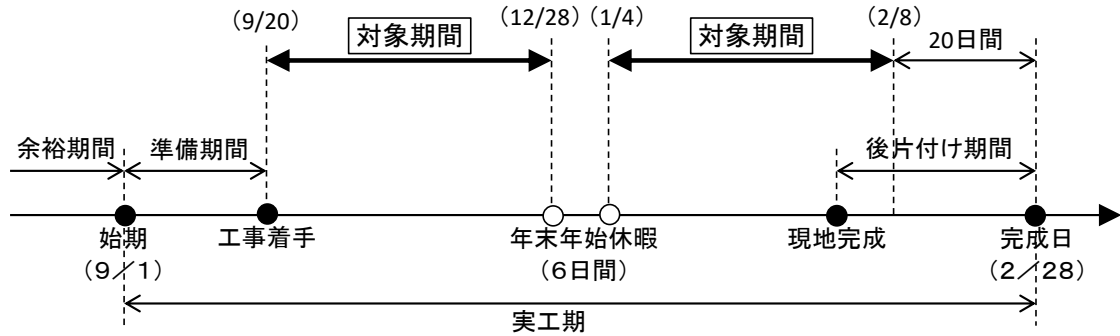 (9/20)
対象期間
(12/28)
(1/4)
対象期間
(2/8)
20日間
余裕期間
準備期間
後片付け期間
始期
工事着手
年末年始休暇
現地完成
完成日
（９／１）
（６日間）
（２／２８）
実工期